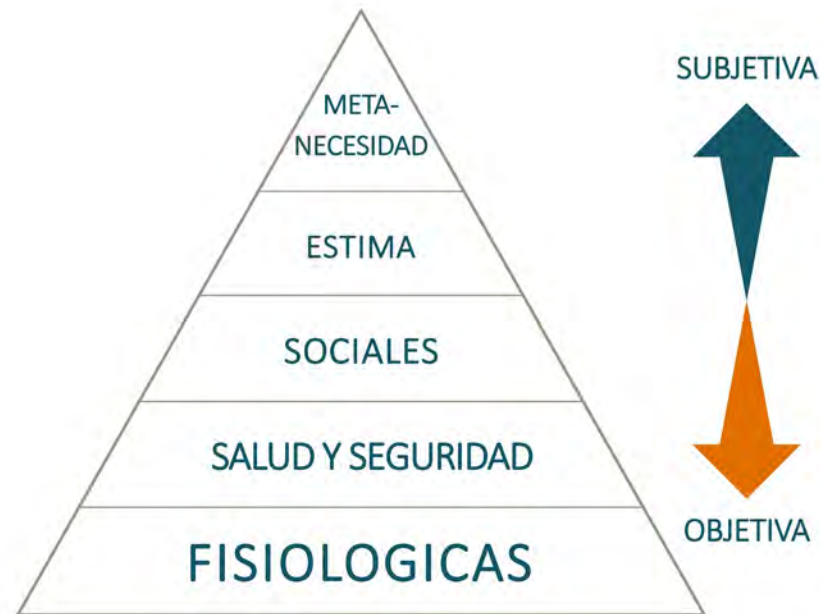 META-
NECESIDAD
ESTIMA
SOCIALES
SALUD Y SEGURIDAD
FISIOLOGICAS
SUBJETIVA
OBJETIVA